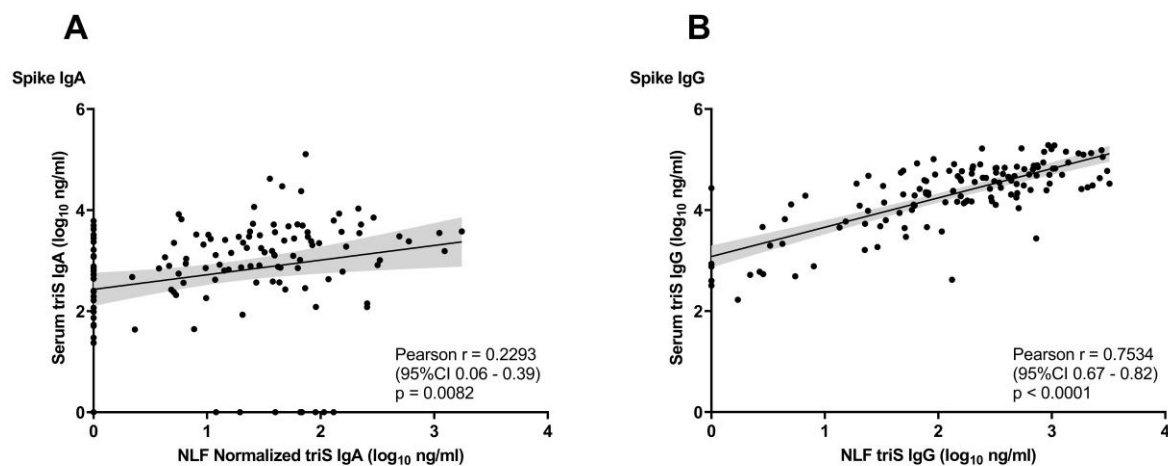 A
Spike IgA
6
4
2
0
Serum triS IgA (log10 ng/ml)
Pearson r = 0.2293
(95%CI 0.06 - 0.39)
p = 0.0082
0 1 2 3 4
NLF Normalized triS IgA (log10 ng/ml)
B
Spike IgG
6
4
2
0
Serum triS IgG (log10 ng/ml)
Pearson r = 0.7534
(95%CI 0.67 - 0.82)
p < 0.0001
0 1 2 3 4
NLF triS IgG (log10 ng/ml)